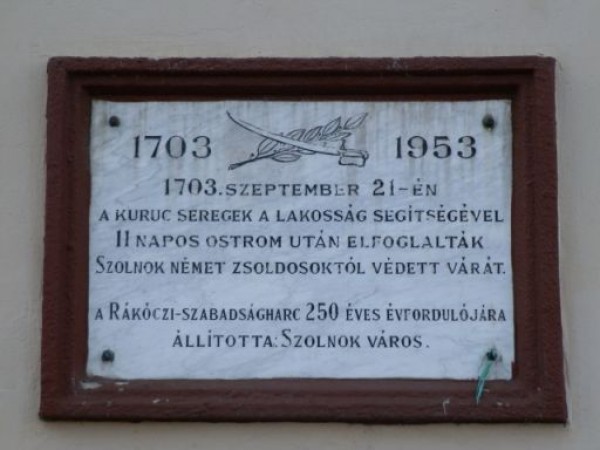 1703 1953
1703. SZEPTEMBER 21-ÉN
A KURUC SEREGEK A LAKOSSÁG SEGÍTSÉGÉVEL
11 NAPOS OSTROM UTÁN ELFOGLALTÁK
SZOLNOK NÉMET ZSOLDOSOKTÓL VÉDETT VÁRÁT.
A RÁKÓCZI-SZABADSÁGHARC 250 ÉVES ÉVFORDULÓJÁRA
ÁLLÍTOTTA: SZOLNOK VÁROS.